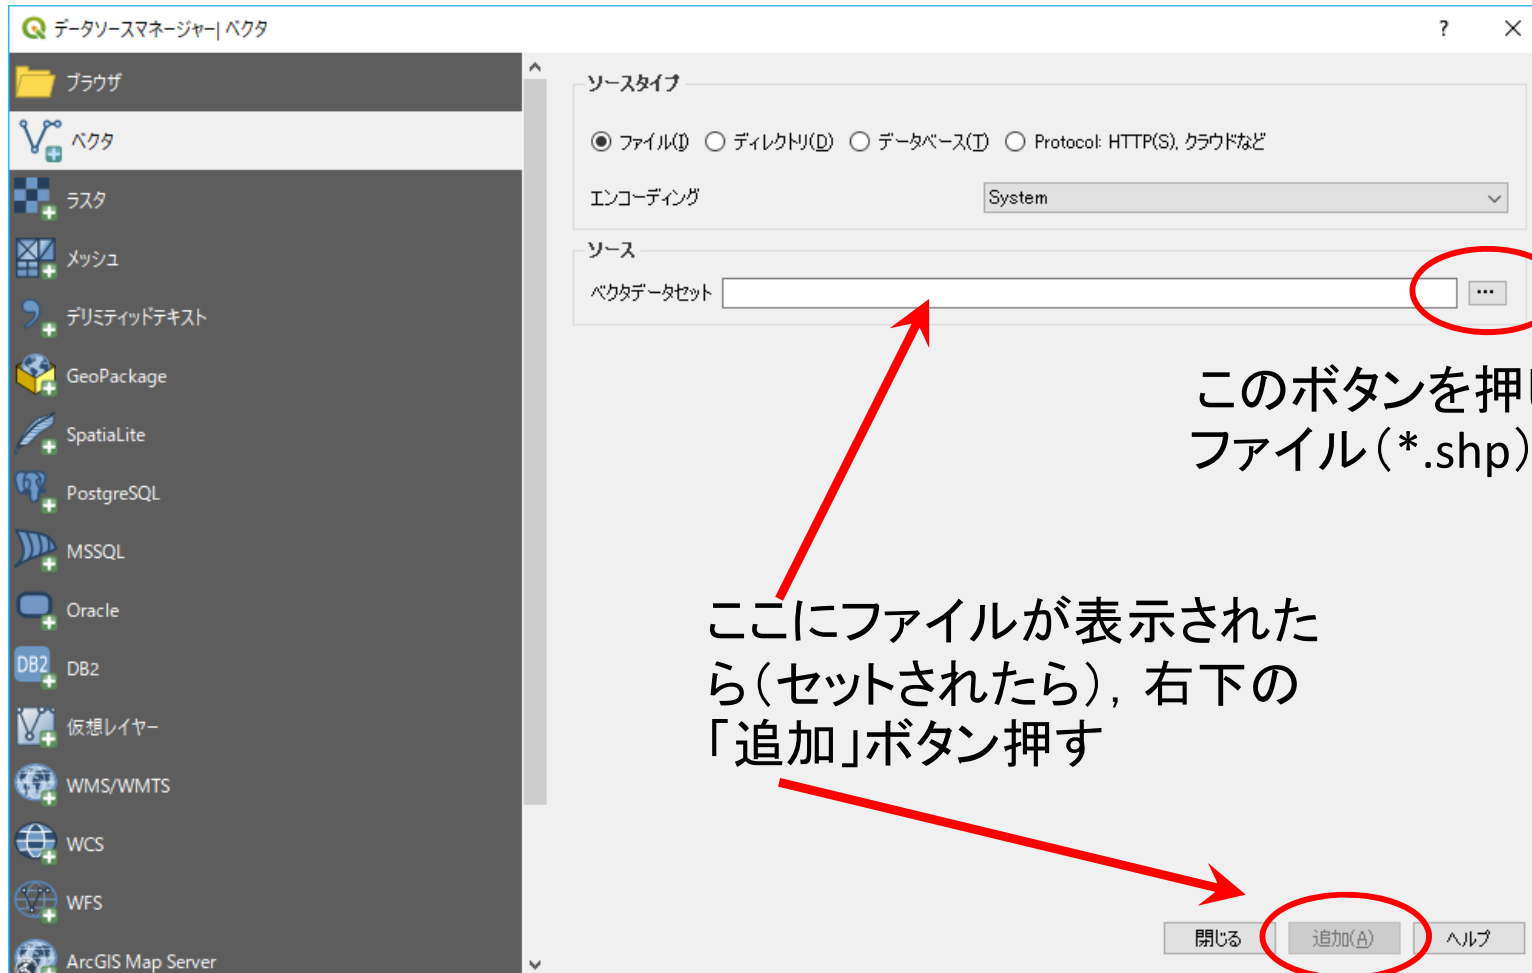 データソースマネージャー | ベクタ
?
ブラウザ
ベクタ
ラスタ
メッシュ
デリミティッドテキスト
GeoPackage
SpatiaLite
PostgreSQL
MSSQL
Oracle
DB2
DB2
仮想レイヤー
WMS/WMTS
WCS
WFS
ArcGIS Map Server
ソースタイプ
ファイル(I) ディレクトリ(D) データベース(T) Protocol: HTTP(S), クラウドなど
エンコーディング System
ソース
ベクタデータセット ...
このボタンを押
ファイル（*.shp）
ここにファイルが表示された
ら（セットされたら），右下の
「追加」ボタン押す
閉じる 追加(A) ヘルプ